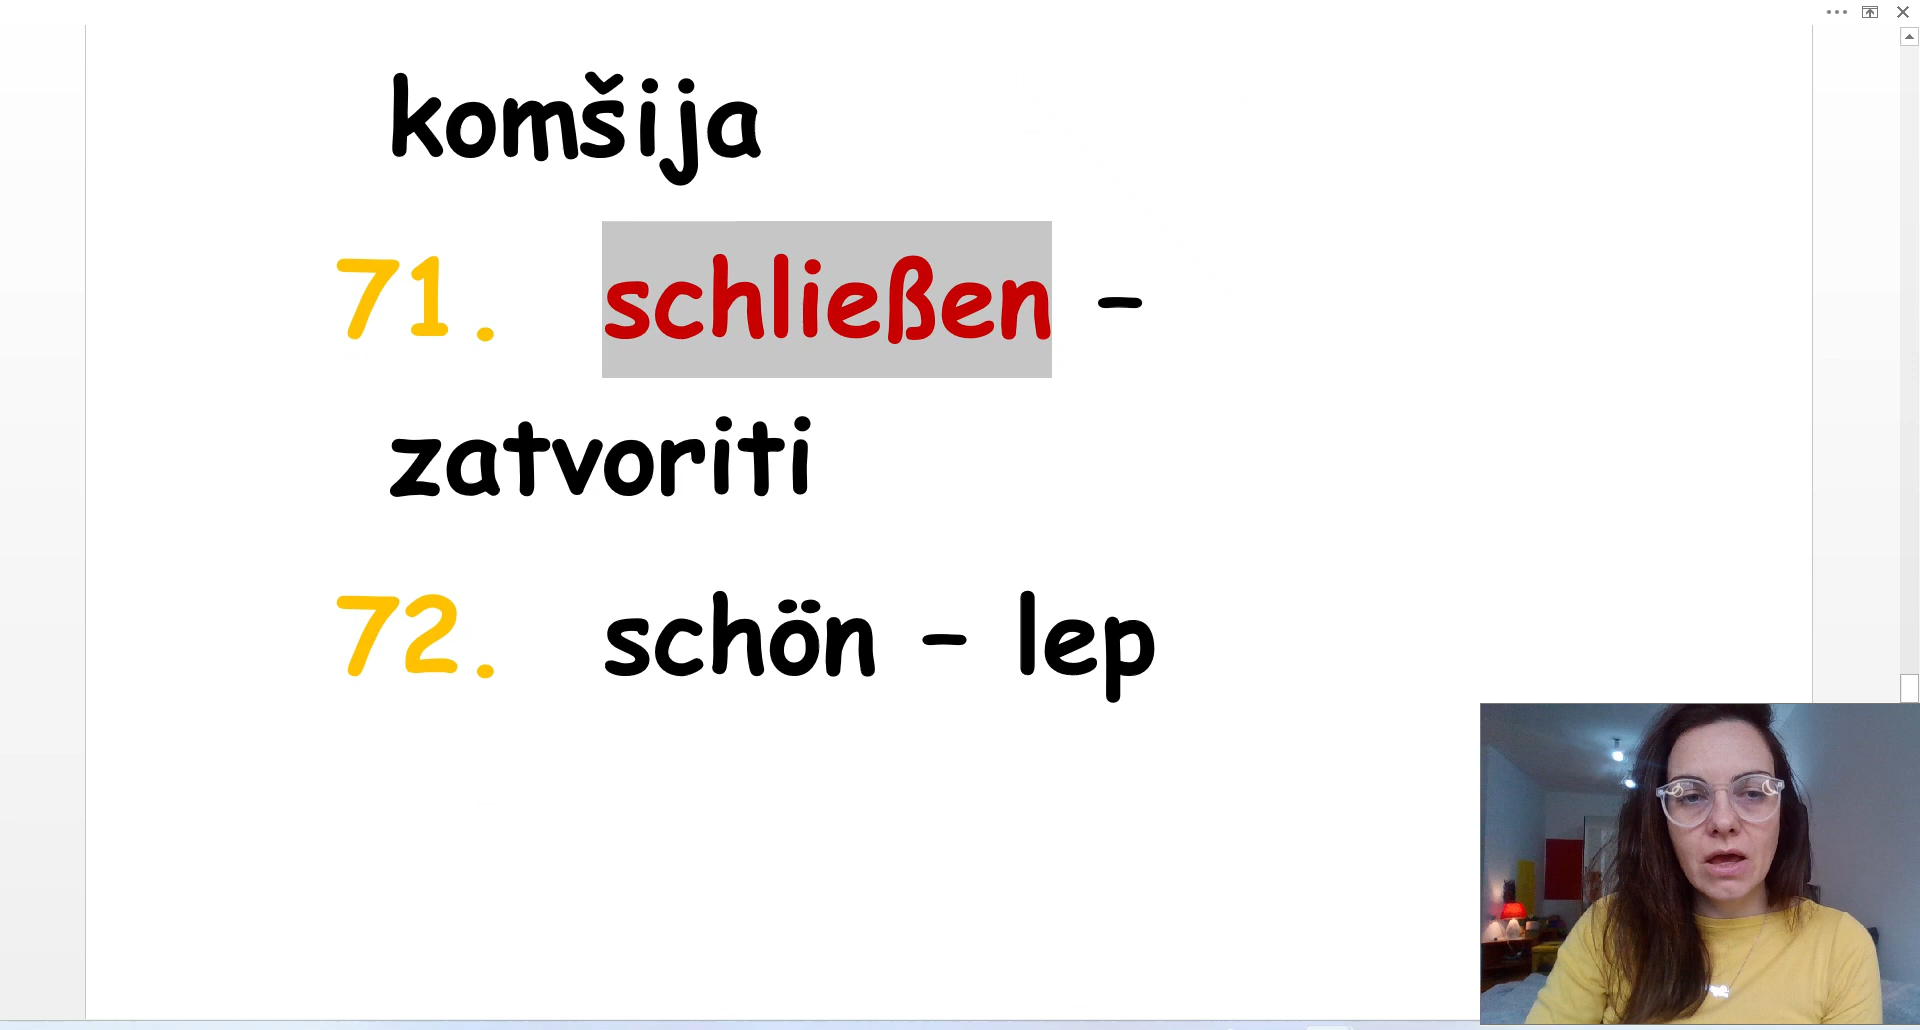 komšija
71. schließen –
zatvoriti
72. schön – lep